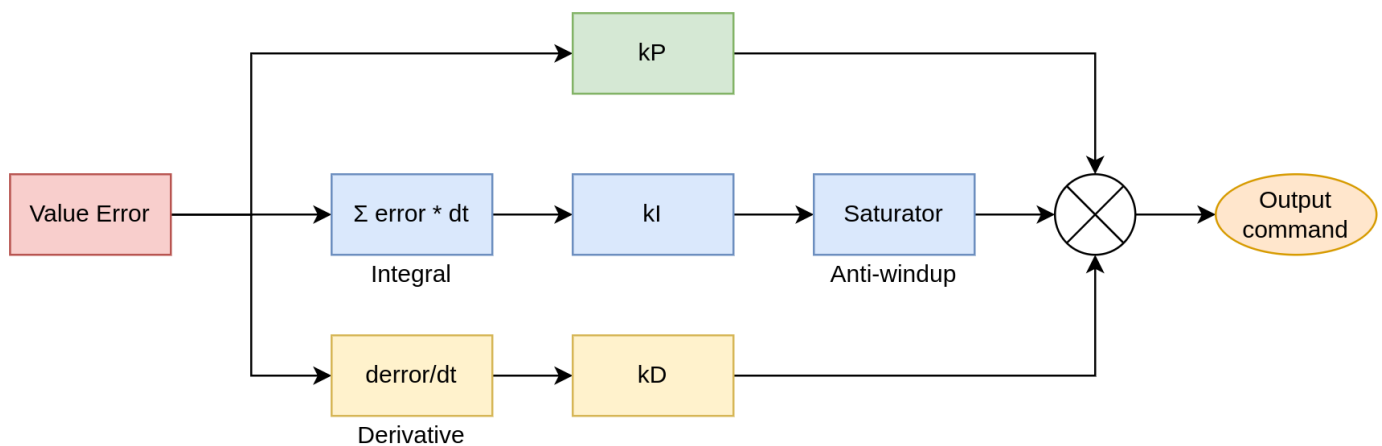 kP
Value Error
Σ error * dt
kI
Saturator
Output
command
Integral
Anti-windup
derror/dt
kD
Derivative